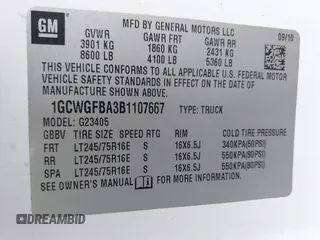 GM
MFD BY GENERAL MOTORS LLC
09/10
GVWR GAWR FRT GAWR RR
3901 KG 1860 KG 2431 KG
8600 LB 4100 LB 5360 LB
THIS VEHICLE CONFORMS TO ALL APPLICABLE U.S. FEDERAL MOTOR
VEHICLE SAFETY STANDARDS IN EFFECT ON THE DATE OF
MANUFACTURE SHOWN ABOVE.
1GCWGFBA3B1107667 TYPE: TRUCK
MODEL: G23405
GBBV TIRE SIZE SPEED RTG RIM COLD TIRE PRESSURE
FRT LT245/75R16E S 16X6.5J 340KPA(50PSI)
RR LT245/75R16E S 16X6.5J 550KPA(80PSI)
SPA LT245/75R16E S 16X6.5J 550KPA(80PSI)
SEE OWNER'S MANUAL FOR ADDITIONAL INFORMATION
DREAMBID